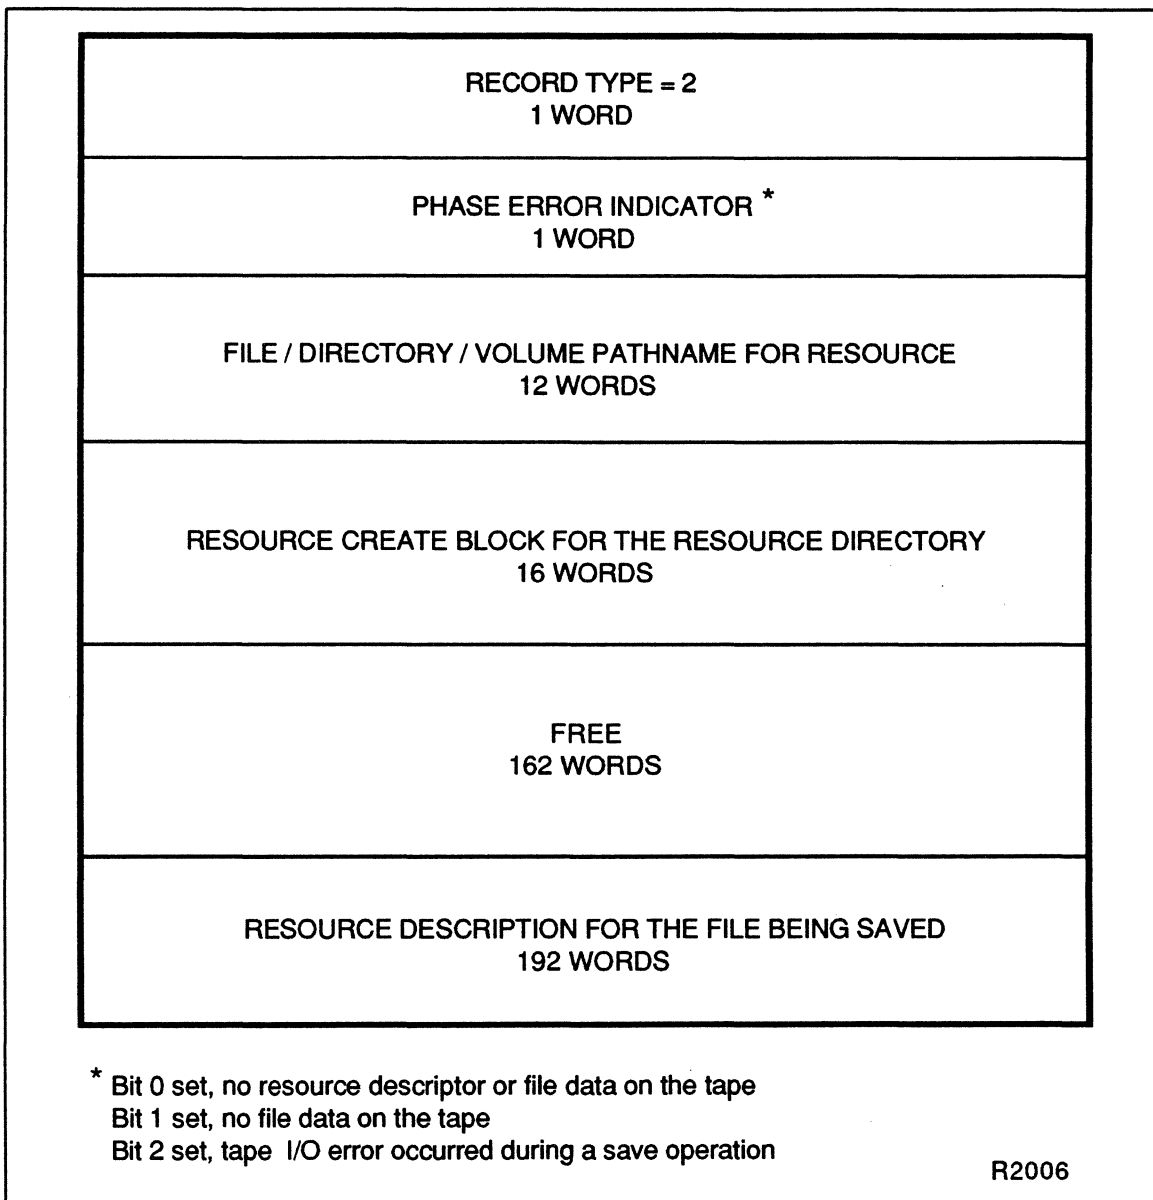 RECORD TYPE = 2
1 WORD
PHASE ERROR INDICATOR *
1 WORD
FILE / DIRECTORY / VOLUME PATHNAME FOR RESOURCE
12 WORDS
RESOURCE CREATE BLOCK FOR THE RESOURCE DIRECTORY
16 WORDS
FREE
162 WORDS
RESOURCE DESCRIPTION FOR THE FILE BEING SAVED
192 WORDS
* Bit 0 set, no resource descriptor or file data on the tape
Bit 1 set, no file data on the tape
Bit 2 set, tape I/O error occurred during a save operation
R2006